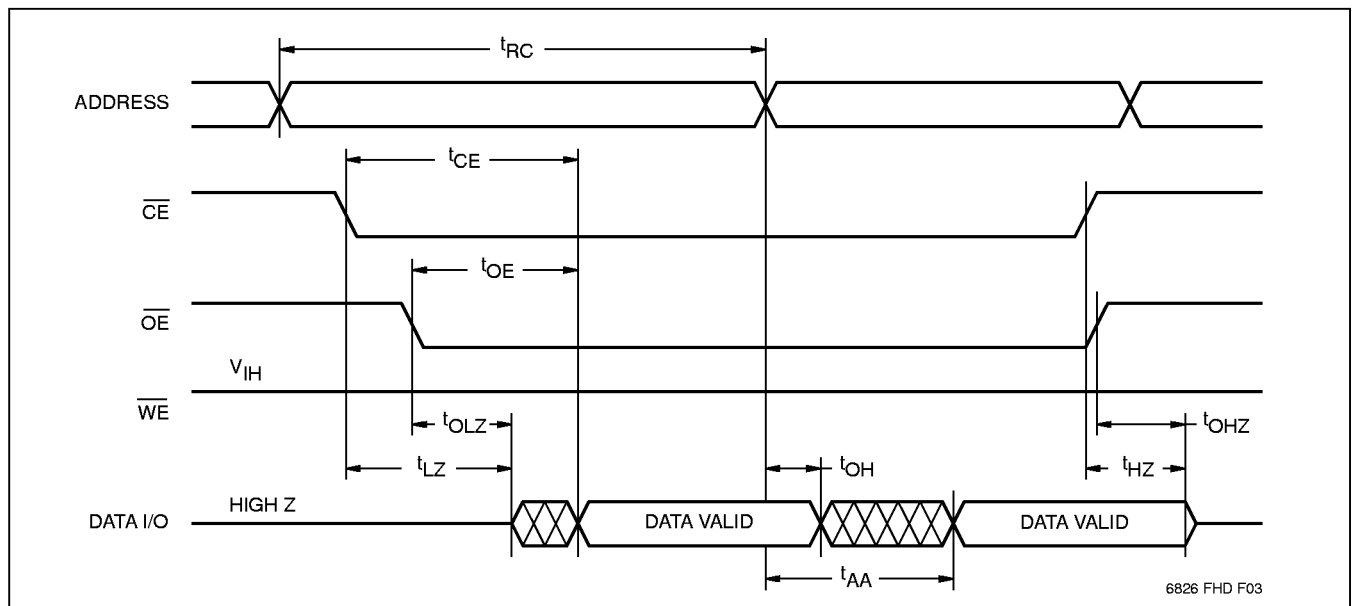 tRC
ADDRESS
tCE
CE
tOE
OE
VIH
WE
tOLZ
tOHZ
tLZ
tOH
tHZ
HIGH Z
DATA I/O
DATA VALID
DATA VALID
tAA
6826 FHD F03